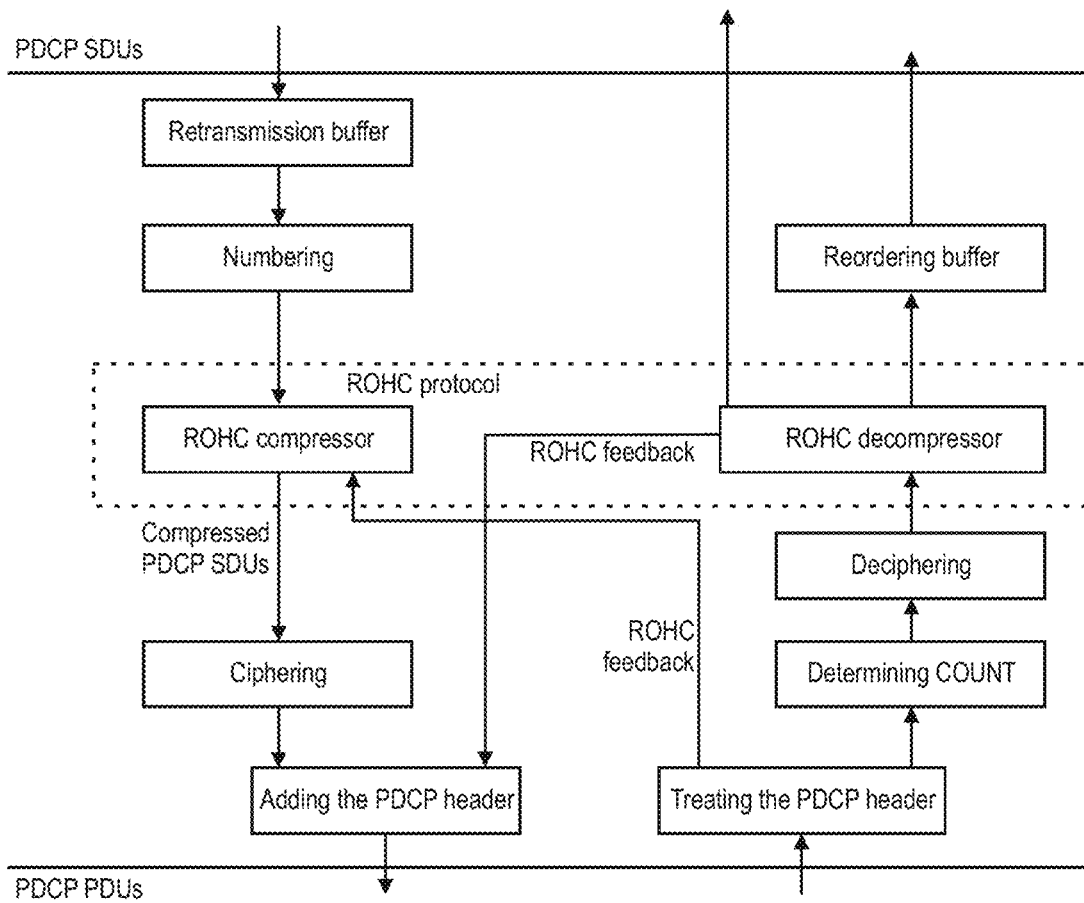 PDCP SDUs
Retransmission buffer
Numbering
Reordering buffer
ROHC protocol
ROHC compressor
ROHC feedback
ROHC decompressor
Compressed
PDCP SDUs
Deciphering
ROHC
feedback
Ciphering
Determining COUNT
Adding the PDCP header
Treating the PDCP header
PDCP PDUs